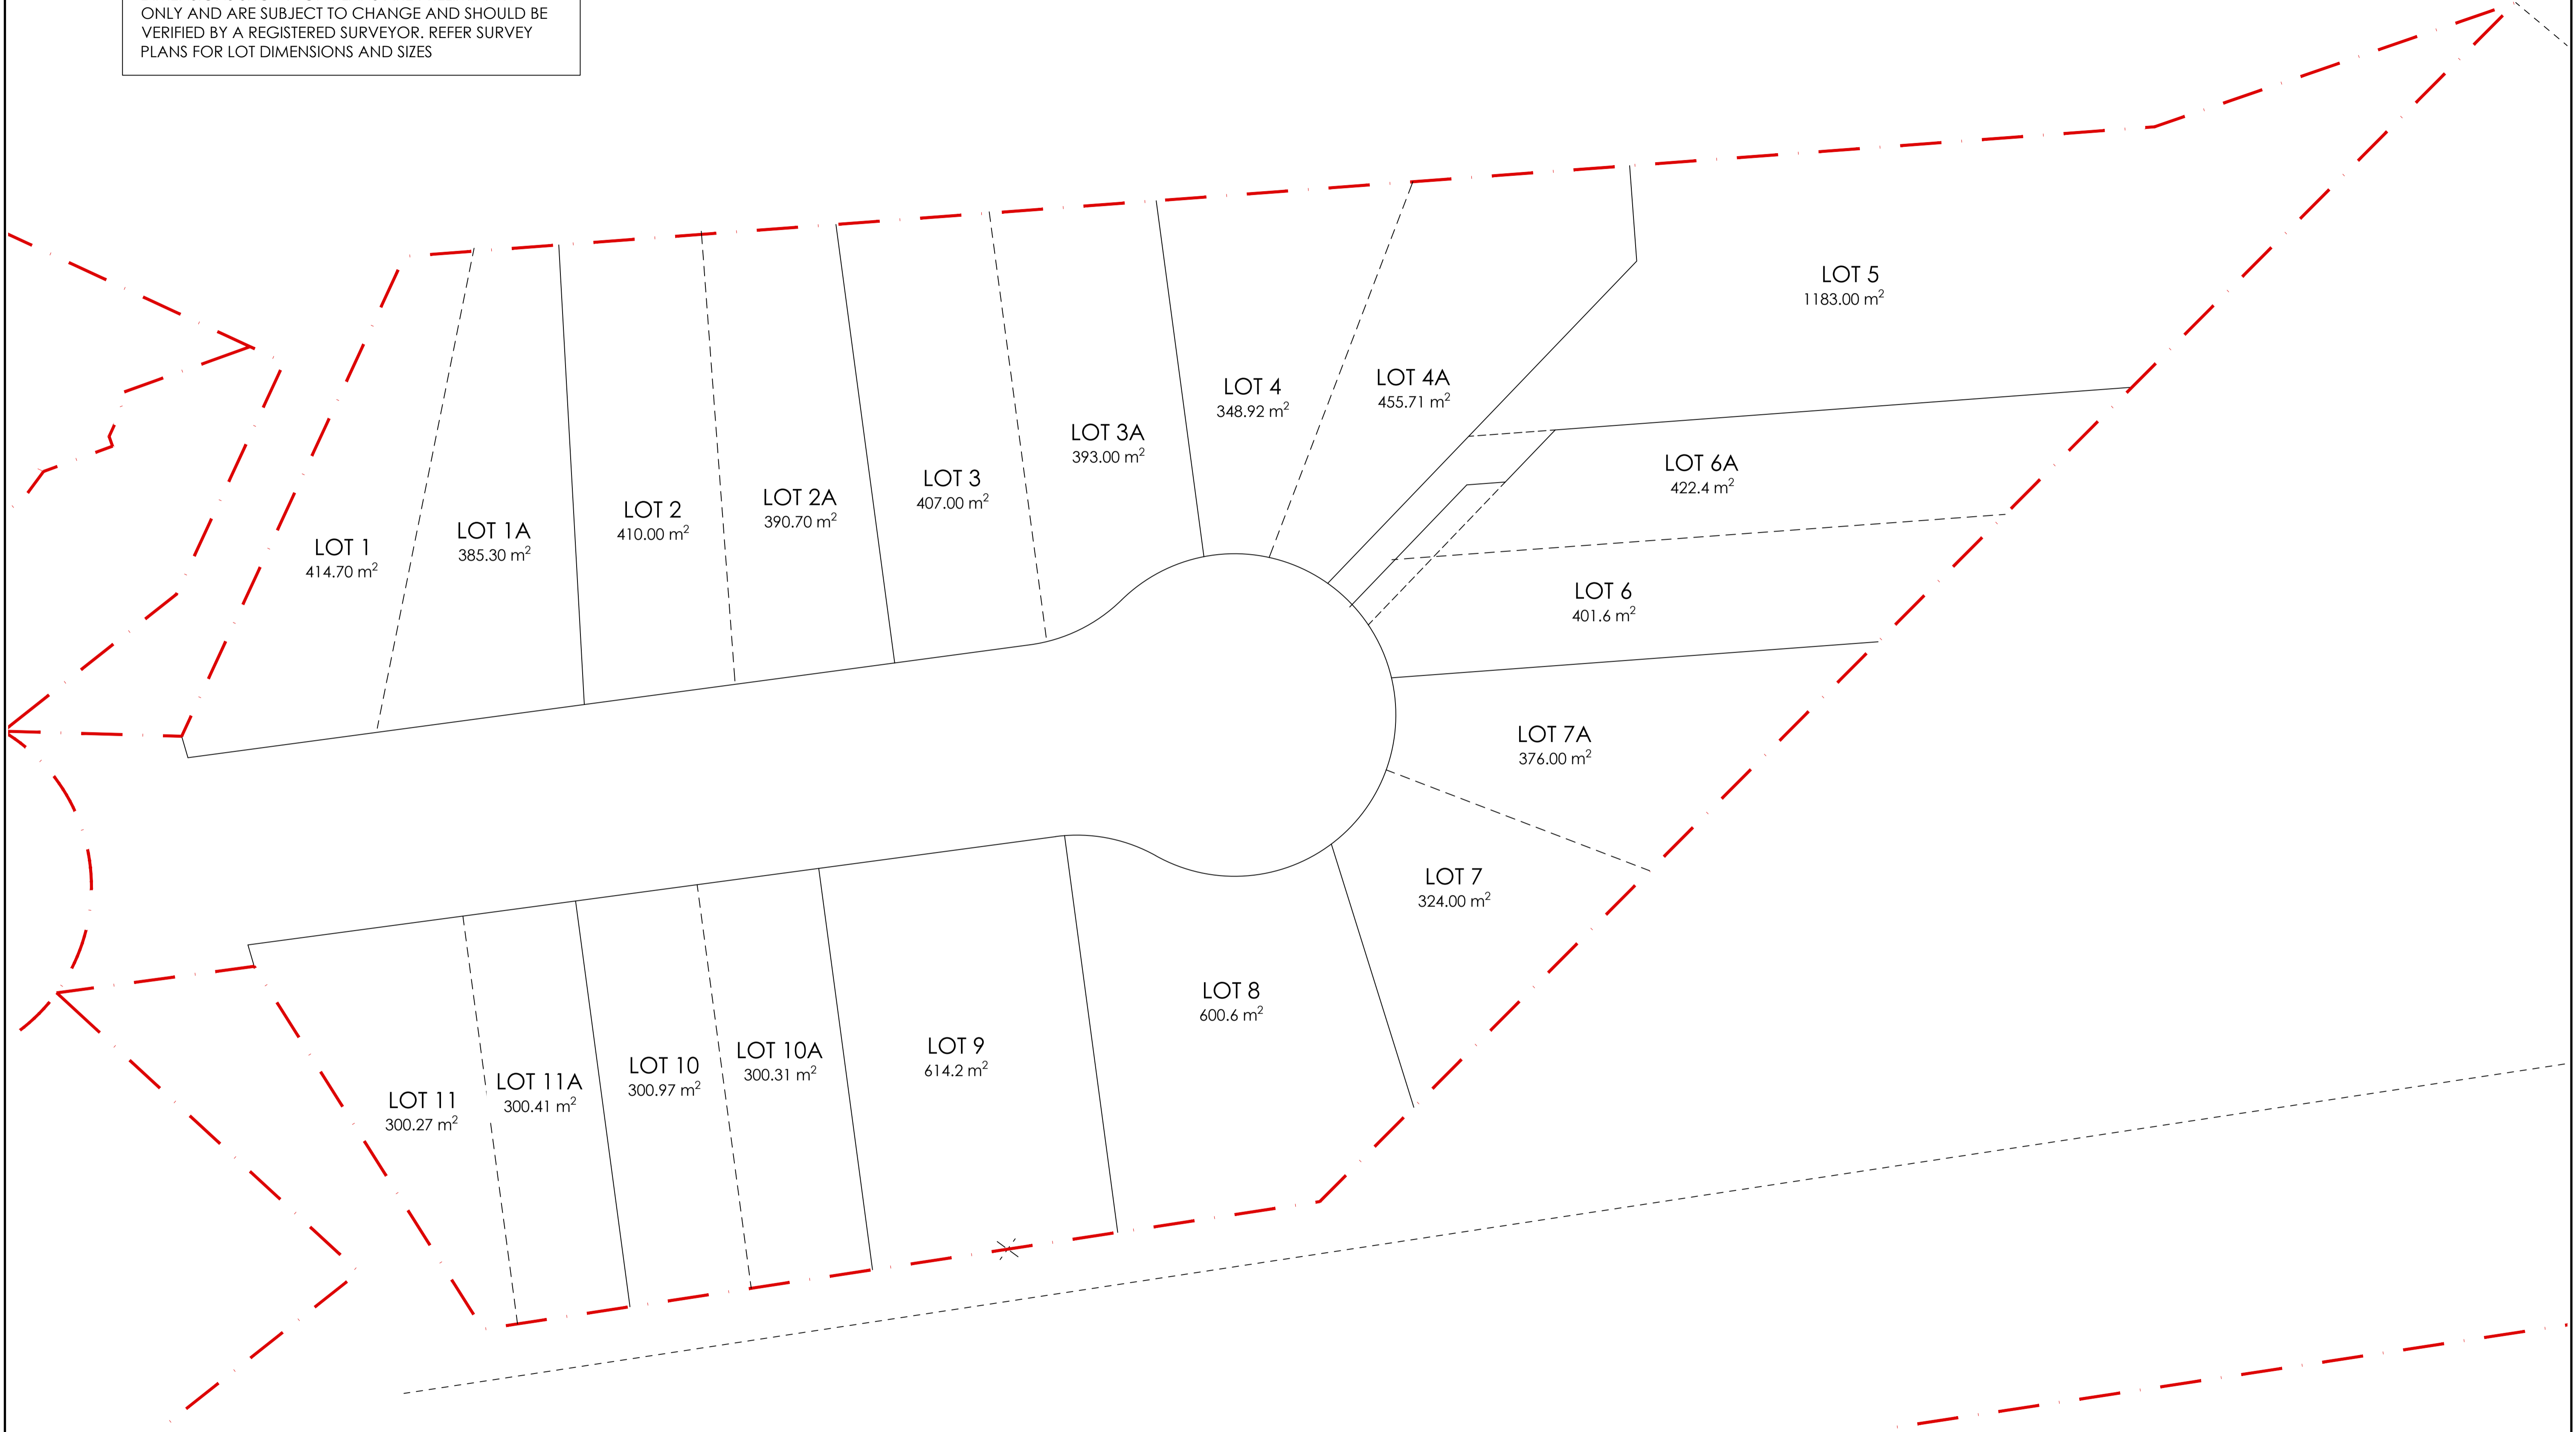 ONLY AND ARE SUBJECT TO CHANGE AND SHOULD BE
VERIFIED BY A REGISTERED SURVEYOR. REFER SURVEY
PLANS FOR LOT DIMENSIONS AND SIZES
LOT 1
414.70 m²
LOT 1A
385.30 m²
LOT 2
410.00 m²
LOT 2A
390.70 m²
LOT 3
407.00 m²
LOT 3A
393.00 m²
LOT 4
348.92 m²
LOT 4A
455.71 m²
LOT 5
1183.00 m²
LOT 6A
422.4 m²
LOT 6
401.6 m²
LOT 7A
376.00 m²
LOT 7
324.00 m²
LOT 8
600.6 m²
LOT 9
614.2 m²
LOT 10A
300.31 m²
LOT 10
300.97 m²
LOT 11A
300.41 m²
LOT 11
300.27 m²